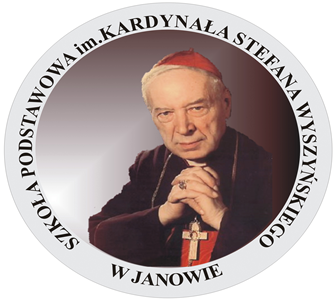 SZKOŁA PODSTAWOWA im.KARDYNAŁA STEFANA WYSZYŃSKIEGO
W JANOWIE